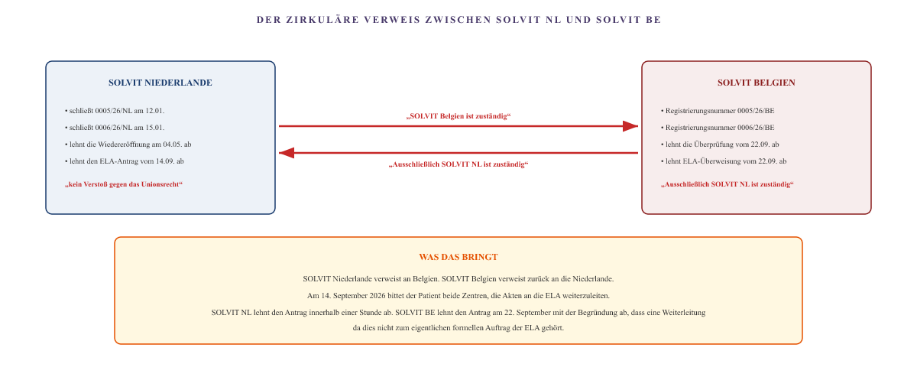 DER ZIRKULÄRE VERWEIS ZWISCHEN SOLVIT NL UND SOLVIT BE
SOLVIT NIEDERLANDE
• schließt 0005/26/NL am 12.01.
• schließt 0006/26/NL am 15.01.
• lehnt die Wiedereröffnung am 04.05. ab
• lehnt den ELA-Antrag vom 14.09. ab
„kein Verstoß gegen das Unionsrecht“
„SOLVIT Belgien ist zuständig“
„Ausschließlich SOLVIT NL ist zuständig“
SOLVIT BELGIEN
• Registrierungsnummer 0005/26/BE
• Registrierungsnummer 0006/26/BE
• lehnt die Überprüfung vom 22.09. ab
• lehnt ELA-Überweisung vom 22.09. ab
„Ausschließlich SOLVIT NL ist zuständig“
WAS DAS BRINGT
SOLVIT Niederlande verweist an Belgien. SOLVIT Belgien verweist zurück an die Niederlande.
Am 14. September 2026 bittet der Patient beide Zentren, die Akten an die ELA weiterzuleiten.
SOLVIT NL lehnt den Antrag innerhalb einer Stunde ab. SOLVIT BE lehnt den Antrag am 22. September mit der Begründung ab, dass eine Weiterleitung
da dies nicht zum eigentlichen formellen Auftrag der ELA gehört.